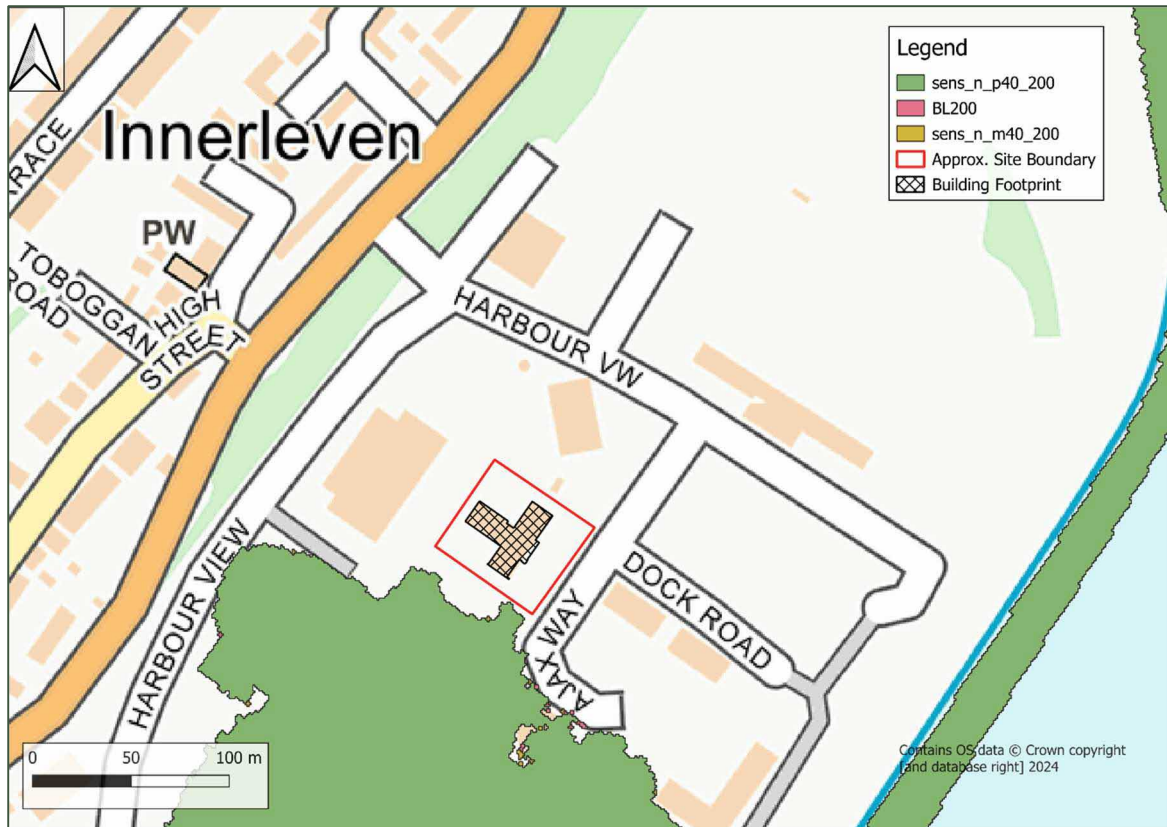 Innerleven
RRACE
PW
TOBOGGAN
ROAD
HIGH
STREET
HARBOUR VW
HARBOUR VIEW
DOCK ROAD
AJAX WAY
Legend
sens_n_p40_200
BL200
sens_n_m40_200
Approx. Site Boundary
Building Footprint
0 50 100 m
Contains OS data © Crown copyright
[and database right] 2024